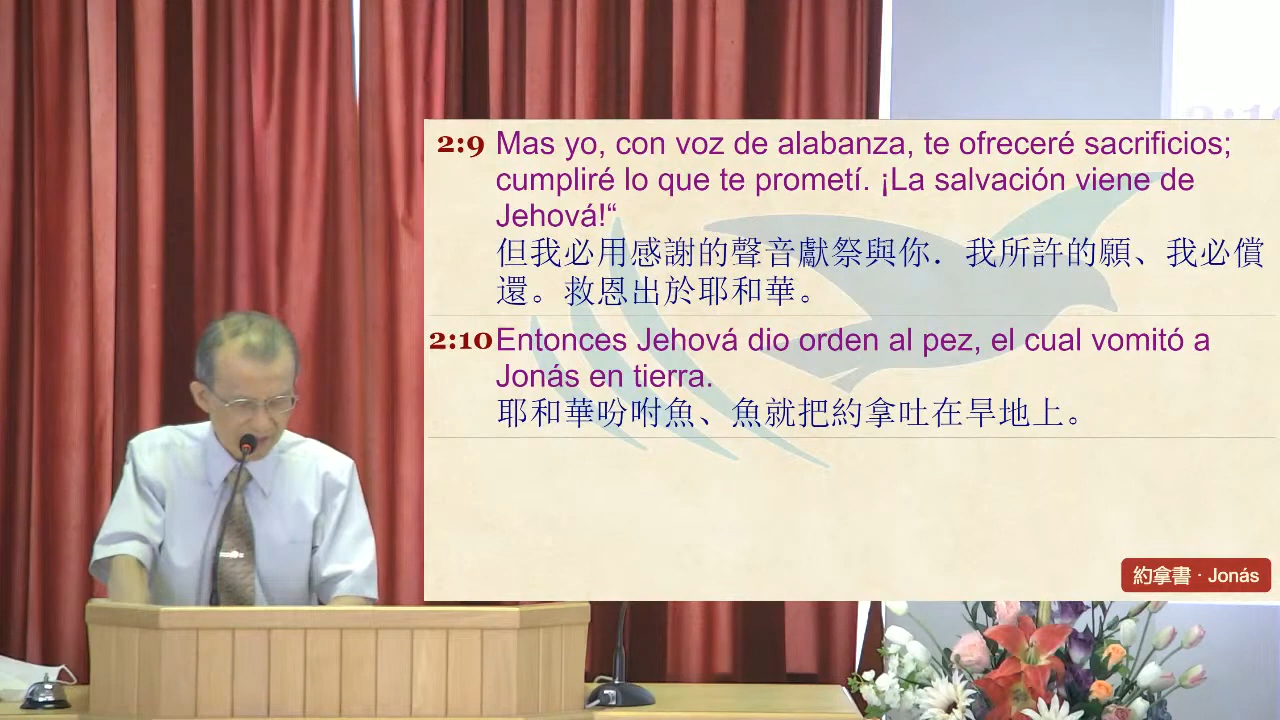 2:9 Mas yo, con voz de alabanza, te ofreceré sacrificios;
cumpliré lo que te prometí. ¡La salvación viene de
Jehová!“
但我必用感謝的聲音獻祭與你．我所許的願、我必償
還。救恩出於耶和華。
2:10 Entonces Jehová dio orden al pez, el cual vomitó a
Jonás en tierra.
耶和華吩咐魚、魚就把約拿吐在旱地上。
約拿書 · Jonás